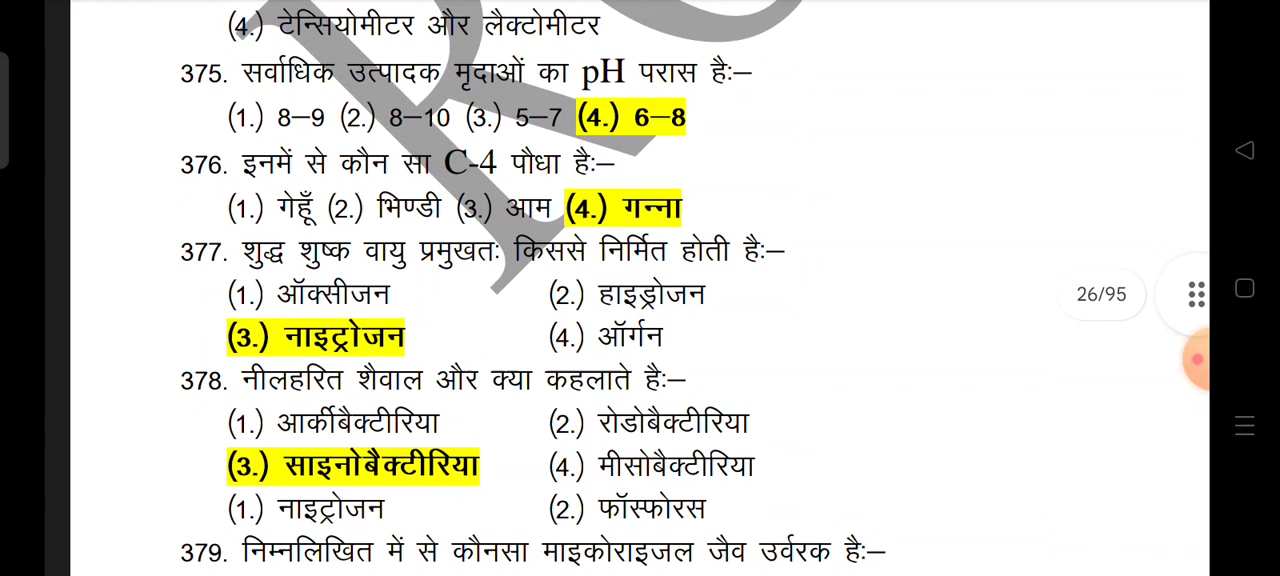 (4.) टेन्सियोमीटर और लैक्टोमीटर
375. सर्वाधिक उत्पादक मृदाओं का pH परास हैः–
(1.) 8–9 (2.) 8–10 (3.) 5–7 (4.) 6–8
376. इनमें से कौन सा C-4 पौधा हैः–
(1.) गेहूँ (2.) भिण्डी (3.) आम (4.) गन्ना
377. शुद्ध शुष्क वायु प्रमुखतः किससे निर्मित होती हैः–
(1.) ऑक्सीजन (2.) हाइड्रोजन
26/95
(3.) नाइट्रोजन (4.) ऑर्गन
378. नीलहरित शैवाल और क्या कहलाते हैः–
(1.) आर्कीबैक्टीरिया (2.) रोडोबैक्टीरिया
(3.) साइनोबैक्टीरिया (4.) मीसोबैक्टीरिया
(1.) नाइट्रोजन (2.) फॉस्फोरस
379. निम्नलिखित में से कौनसा माइकोराइजल जैव उर्वरक हैः–